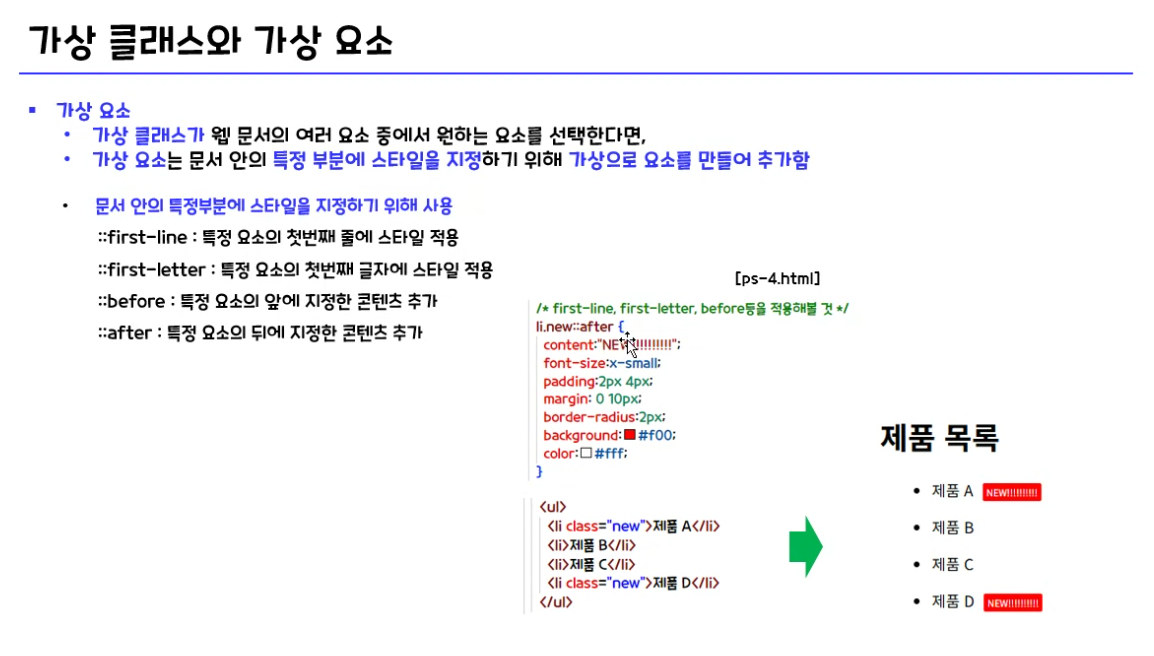 가상 클래스와 가상 요소
▪ 가상 요소
• 가상 클래스가 웹 문서의 여러 요소 중에서 원하는 요소를 선택한다면,
• 가상 요소는 문서 안의 특정 부분에 스타일을 지정하기 위해 가상으로 요소를 만들어 추가함
• 문서 안의 특정부분에 스타일을 지정하기 위해 사용
::first-line : 특정 요소의 첫번째 줄에 스타일 적용
::first-letter : 특정 요소의 첫번째 글자에 스타일 적용
::before : 특정 요소의 앞에 지정한 콘텐츠 추가
::after : 특정 요소의 뒤에 지정한 콘텐츠 추가
[ps-4.html]
/* first-line, first-letter, before등을 적용해볼 것 */
li.new::after {
content:"NEW!!!!!!!!!!";
font-size:x-small;
padding:2px 4px;
margin: 0 10px;
border-radius:2px;
background:#f00;
color:#fff;
}
<ul>
<li class="new">제품 A</li>
<li>제품 B</li>
<li>제품 C</li>
<li class="new">제품 D</li>
</ul>
제품 목록
• 제품 A NEW!!!!!!!!!!
• 제품 B
• 제품 C
• 제품 D NEW!!!!!!!!!!